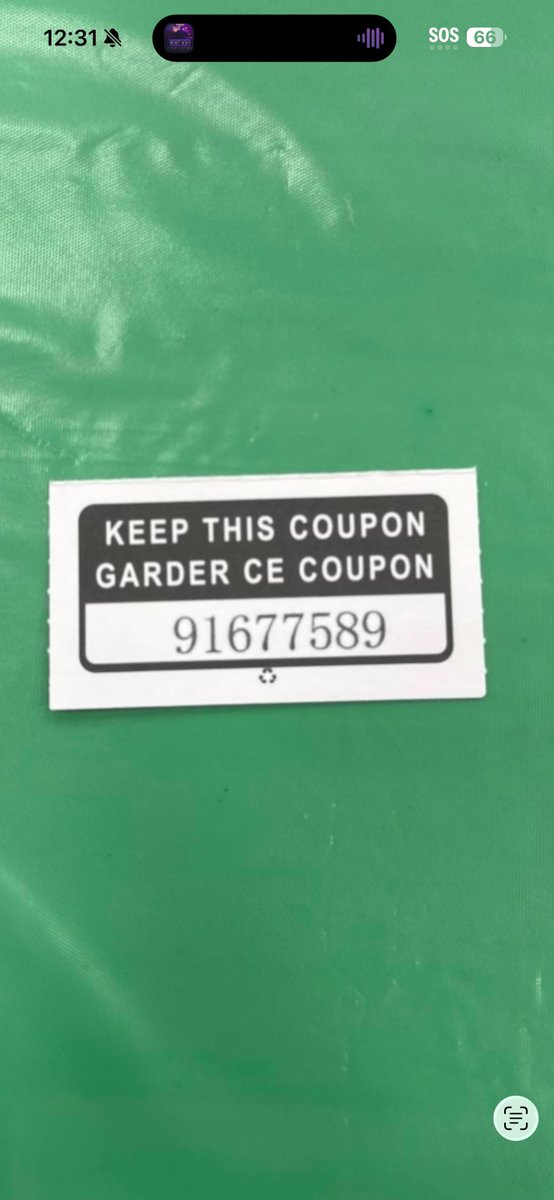 12:31
SOS 66
KEEP THIS COUPON
GARDER CE COUPON
91677589